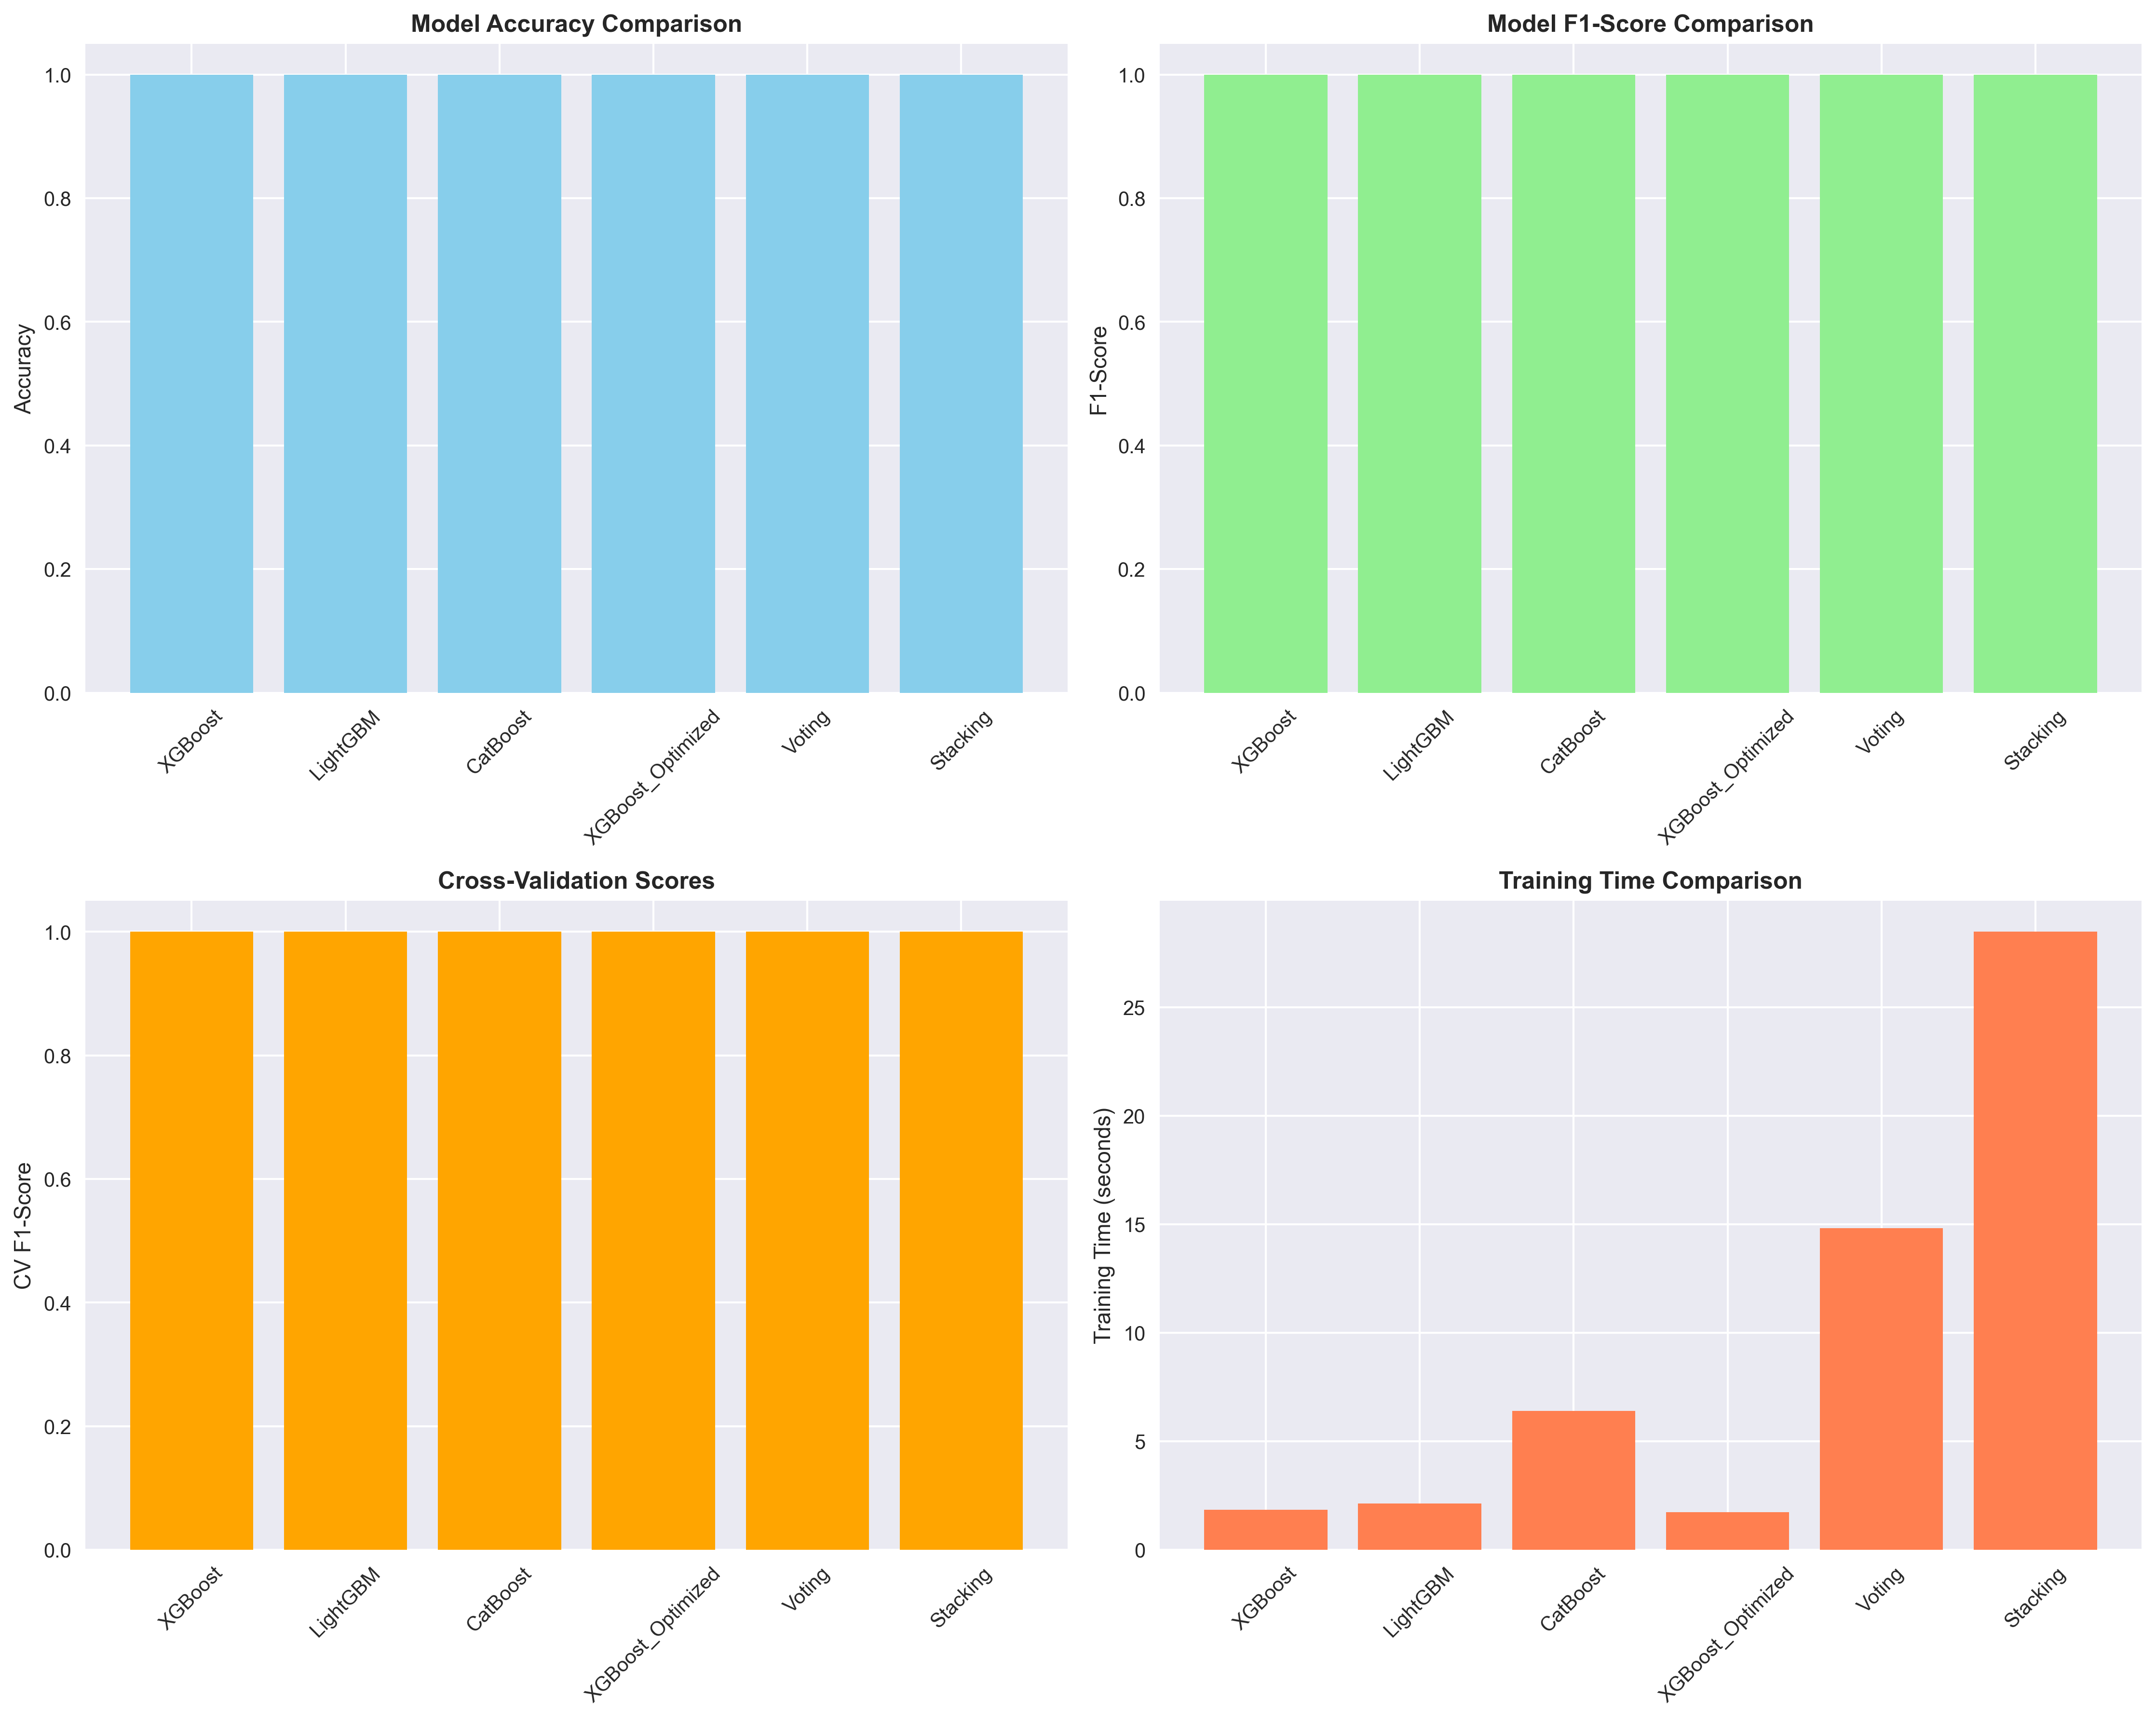 Model Accuracy Comparison
Accuracy
1.0
0.8
0.6
0.4
0.2
0.0
XGBoost
LightGBM
CatBoost
XGBoost_Optimized
Voting
Stacking
Model F1-Score Comparison
F1-Score
1.0
0.8
0.6
0.4
0.2
0.0
XGBoost
LightGBM
CatBoost
XGBoost_Optimized
Voting
Stacking
Cross-Validation Scores
CV F1-Score
1.0
0.8
0.6
0.4
0.2
0.0
XGBoost
LightGBM
CatBoost
XGBoost_Optimized
Voting
Stacking
Training Time Comparison
Training Time (seconds)
25
20
15
10
5
0
XGBoost
LightGBM
CatBoost
XGBoost_Optimized
Voting
Stacking